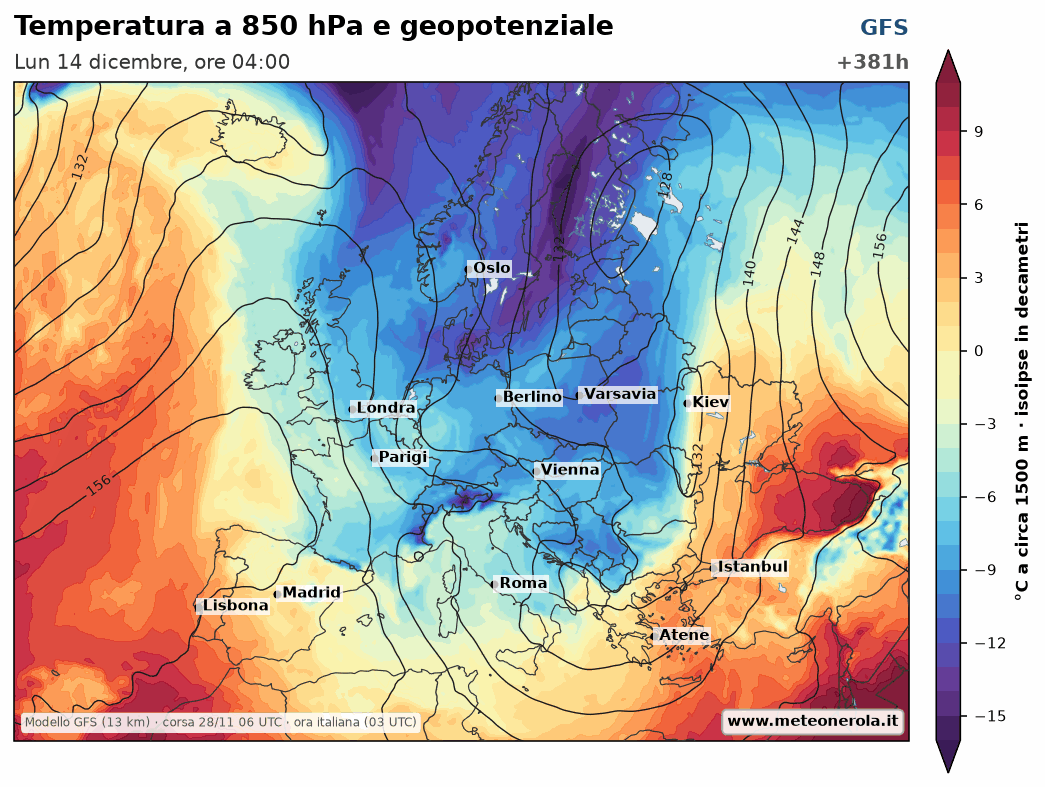 Temperatura a 850 hPa e geopotenziale
GFS
Lun 14 dicembre, ore 04:00
+381h
132
128
132
144
156
140
148
Oslo
Berlino
Varsavia
Kiev
Londra
Parigi
Vienna
132
156
Istanbul
Roma
Madrid
Lisbona
Atene
Modello GFS (13 km) · corsa 28/11 06 UTC · ora italiana (03 UTC)
www.meteonerola.it
9
6
3
0
−3
−6
−9
−12
−15
°C a circa 1500 m · isoipse in decametri